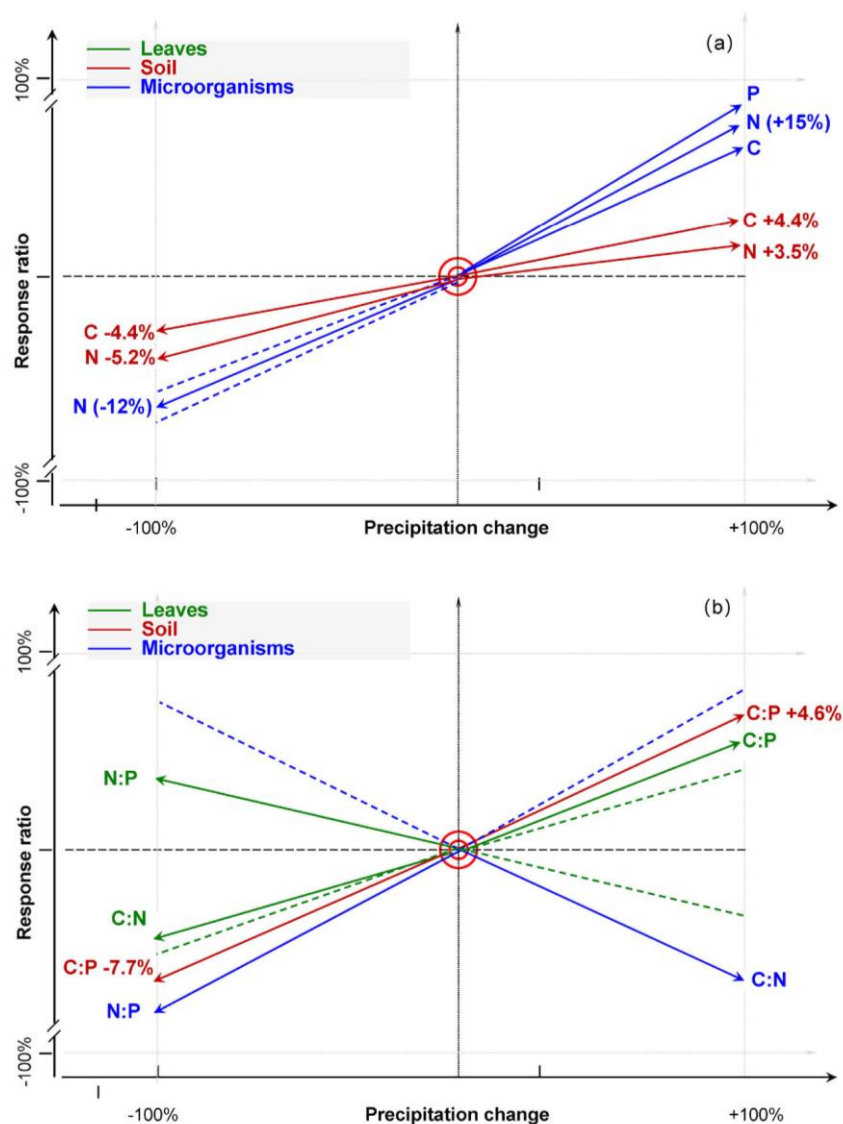 (a)
Leaves
Soil
Microorganisms
100%
P
N (+15%)
C
C +4.4%
N +3.5%
Response ratio
C -4.4%
N -5.2%
N (-12%)
-100%
-100%
Precipitation change
+100%
(b)
Leaves
Soil
Microorganisms
100%
C:P +4.6%
C:P
N:P
Response ratio
C:N
C:P -7.7%
C:N
N:P
-100%
-100%
Precipitation change
+100%